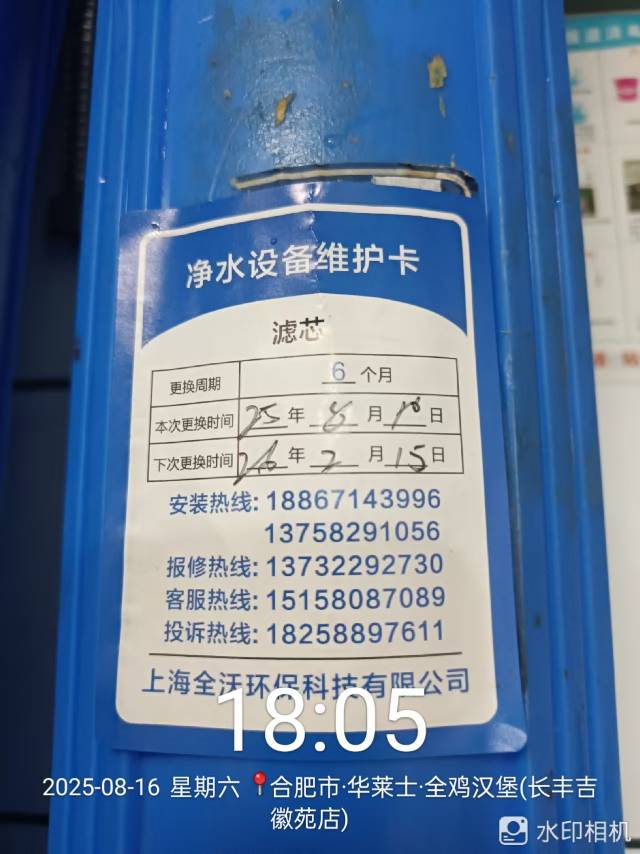 净水设备维护卡
滤芯
更换周期 6 个月
本次更换时间 25 年 8 月 10 日
下次更换时间 26 年 2 月 15 日
安装热线: 18867143996
13758291056
报修热线: 13732292730
客服热线: 15158087089
投诉热线: 18258897611
上海全汪环保科技有限公司
18:05
2025-08-16 星期六 📍合肥市·华莱士·全鸡汉堡(长丰吉
徽苑店)
水印相机